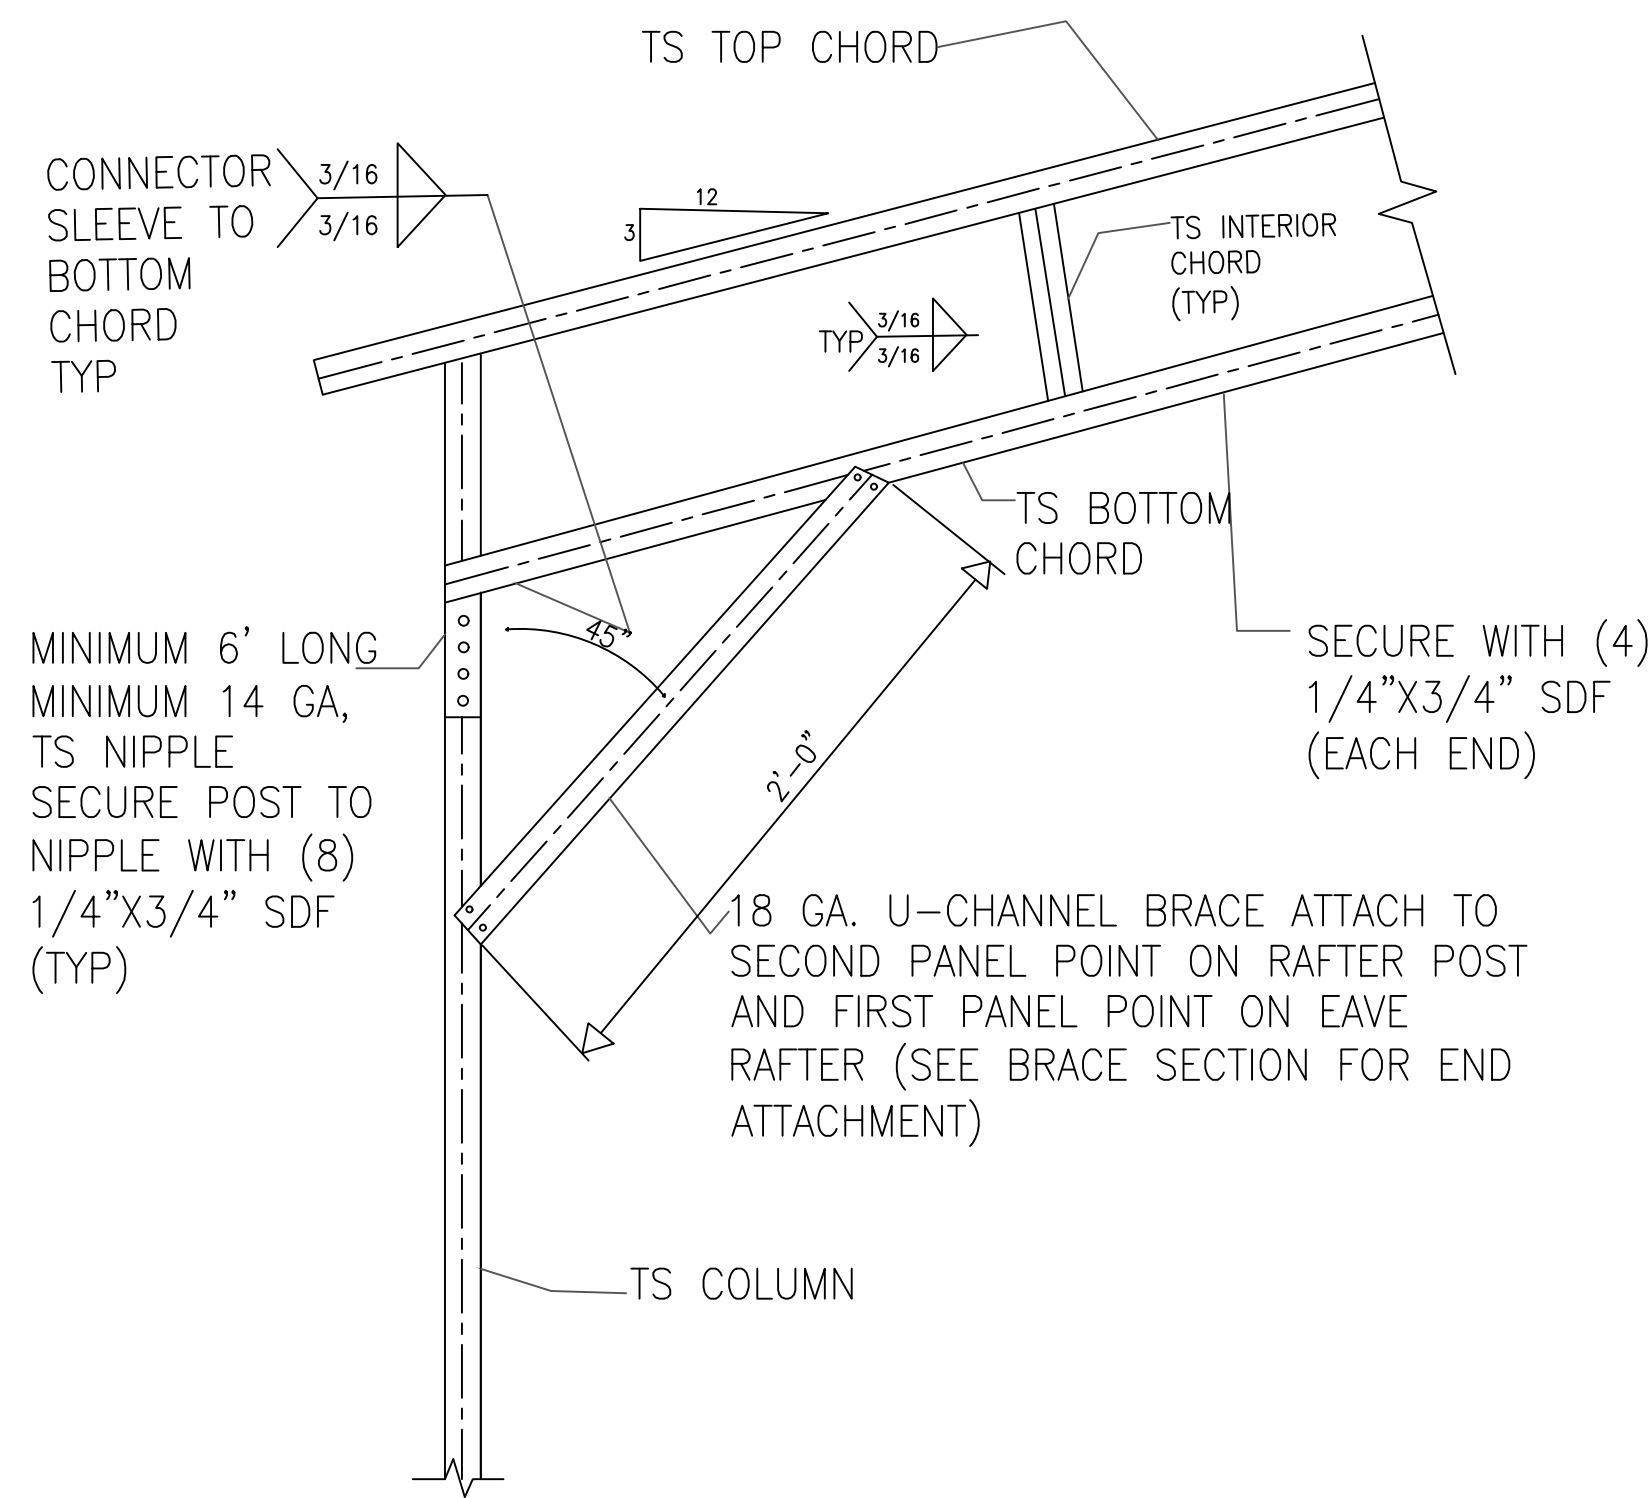 TS TOP CHORD
CONNECTOR
SLEEVE TO
BOTTOM
CHORD
TYP
3/16
3/16
12
3
TS INTERIOR
CHORD
(TYP)
TYP
3/16
3/16
TS BOTTOM
CHORD
45”
MINIMUM 6’ LONG
MINIMUM 14 GA,
TS NIPPLE
SECURE POST TO
NIPPLE WITH (8)
1/4”X3/4” SDF
(TYP)
SECURE WITH (4)
1/4”X3/4” SDF
(EACH END)
2’-0”
18 GA. U-CHANNEL BRACE ATTACH TO
SECOND PANEL POINT ON RAFTER POST
AND FIRST PANEL POINT ON EAVE
RAFTER (SEE BRACE SECTION FOR END
ATTACHMENT)
TS COLUMN